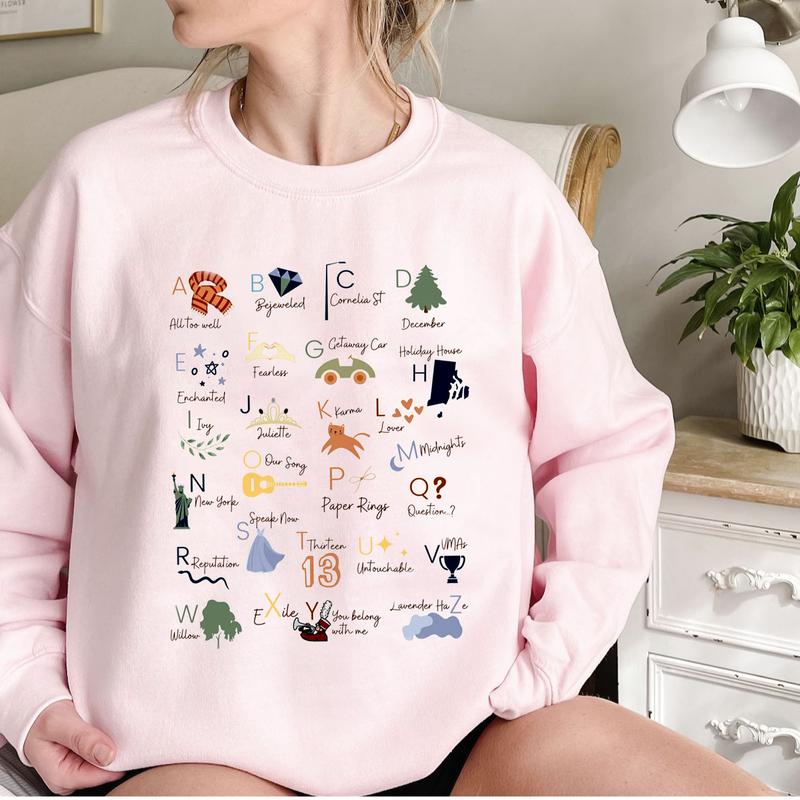 A
All too well
B
Bejeweled
C
Cornelia St
D
December
E
Enchanted
F
Fearless
G
Getaway Car
Holiday House
H
I
Ivy
J
Juliette
K
Karma
L
Lover
M
Midnights
N
New York
O
Our Song
P
Paper Rings
Q?
Question..?
R
Reputation
S
Speak Now
T
Thirteen
13
U
Untouchable
V
VMAs
W
Willow
EXile
Y
You belong
with me
Lavender HaZe